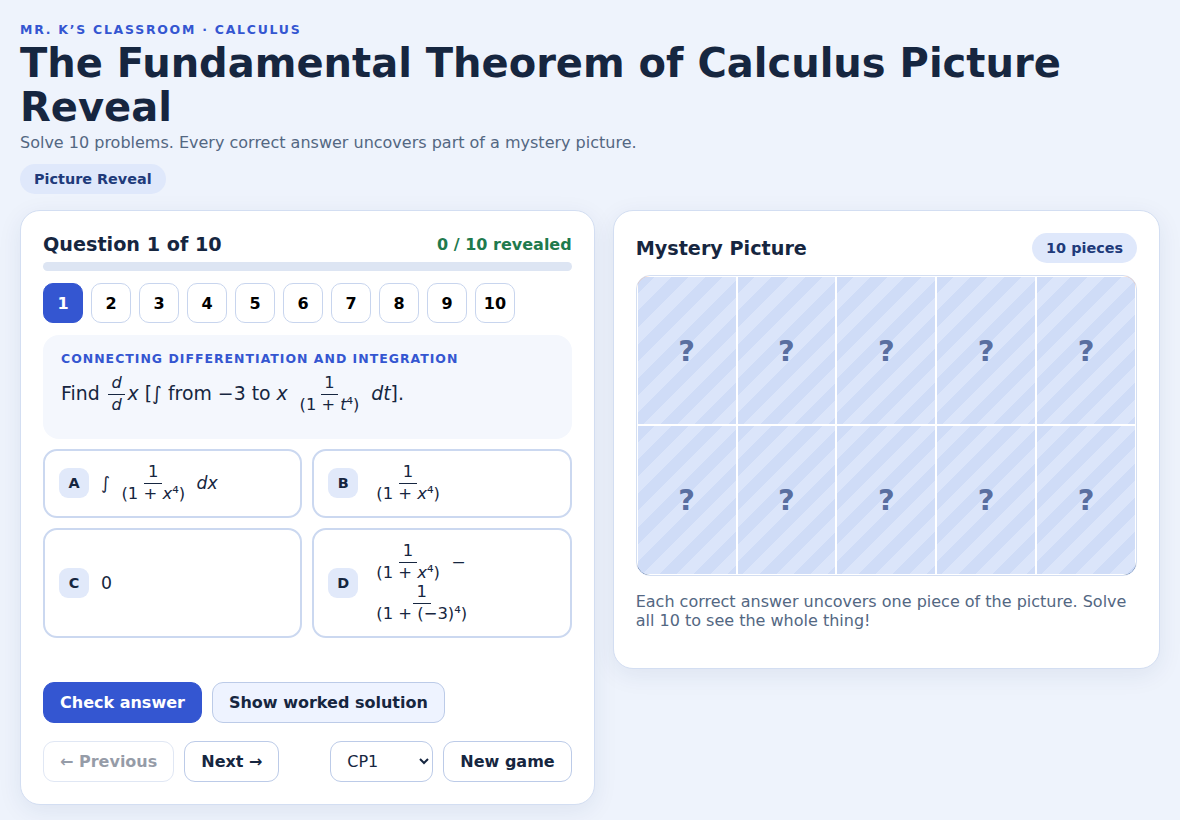 MR. K’S CLASSROOM · CALCULUS
The Fundamental Theorem of Calculus Picture
Reveal
Solve 10 problems. Every correct answer uncovers part of a mystery picture.
Picture Reveal
Question 1 of 10
0 / 10 revealed
1 2 3 4 5 6 7 8 9 10
CONNECTING DIFFERENTIATION AND INTEGRATION
Find d/d x [∫ from −3 to x 1/(1 + t⁴) dt].
A ∫ 1/(1 + x⁴) dx
B 1/(1 + x⁴)
C 0
D 1/(1 + x⁴) −
1/(1 + (−3)⁴)
Check answer
Show worked solution
← Previous
Next →
CP1
New game
Mystery Picture
10 pieces
? ? ? ? ?
? ? ? ? ?
Each correct answer uncovers one piece of the picture. Solve
all 10 to see the whole thing!